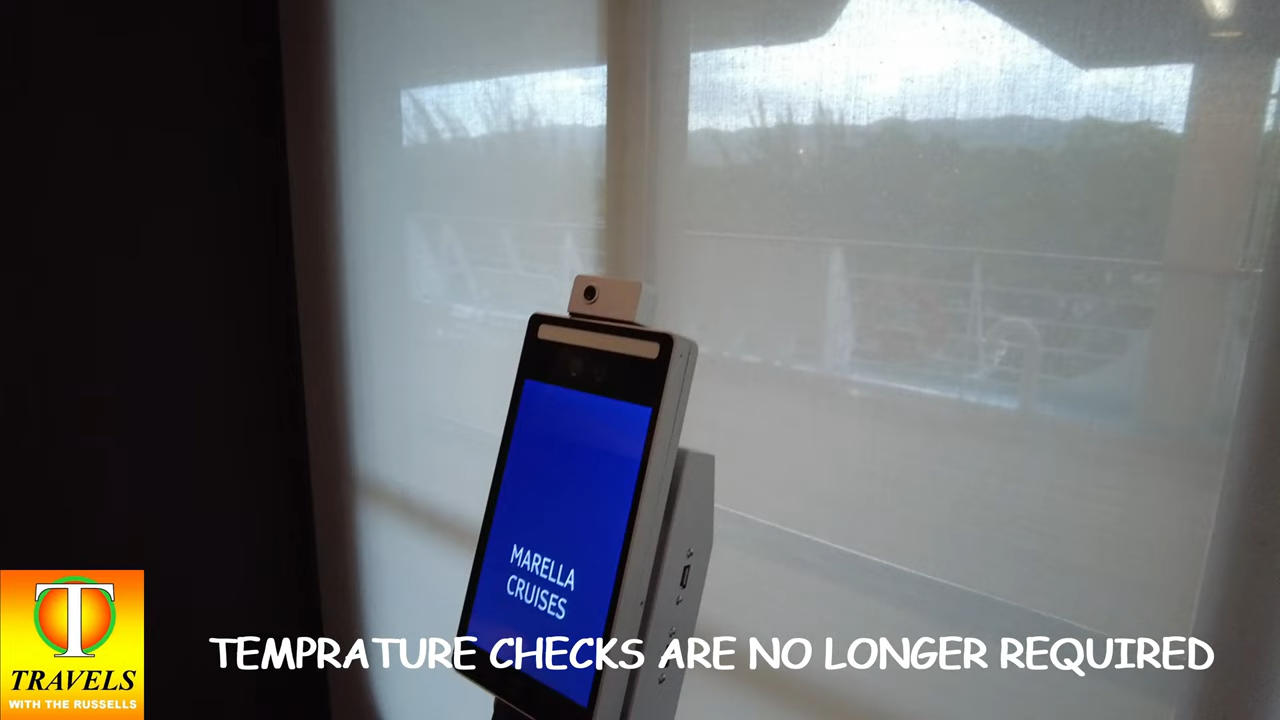 MARELLA
CRUISES
TEMPRATURE CHECKS ARE NO LONGER REQUIRED
T
TRAVELS
WITH THE RUSSELLS